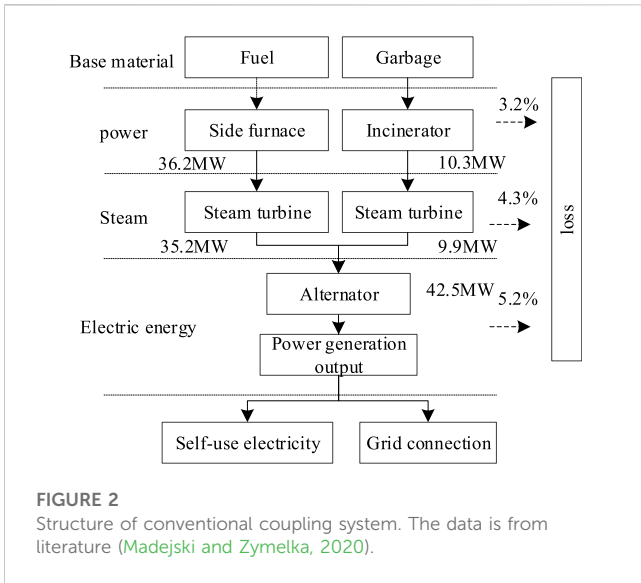 Base material
Fuel
Garbage
3.2%
power
Side furnace
Incinerator
36.2MW
10.3MW
4.3%
Steam
Steam turbine
Steam turbine
35.2MW
9.9MW
loss
Alternator
42.5MW
5.2%
Electric energy
Power generation
output
Self-use electricity
Grid connection
FIGURE 2
Structure of conventional coupling system. The data is from
literature (Madejski and Zymelka, 2020).